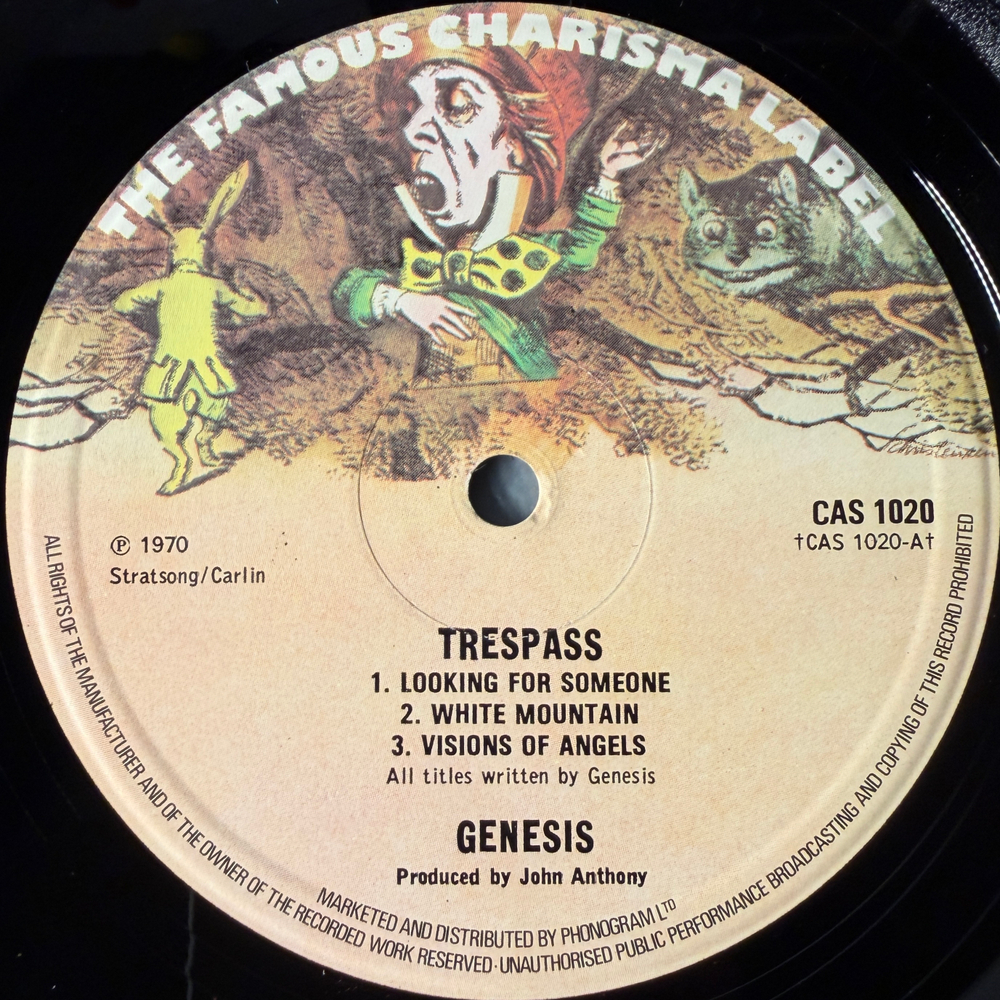 THE FAMOUS CHARISMA LABEL
℗ 1970
Stratsong/Carlin
CAS 1020
†CAS 1020-A†
TRESPASS
1. LOOKING FOR SOMEONE
2. WHITE MOUNTAIN
3. VISIONS OF ANGELS
All titles written by Genesis
GENESIS
Produced by John Anthony
MARKETED AND DISTRIBUTED BY PHONOGRAM LTD
ALL RIGHTS OF THE MANUFACTURER AND OF THE OWNER OF THE RECORDED WORK RESERVED·UNAUTHORISED PUBLIC PERFORMANCE BROADCASTING AND COPYING OF THIS RECORD PROHIBITED